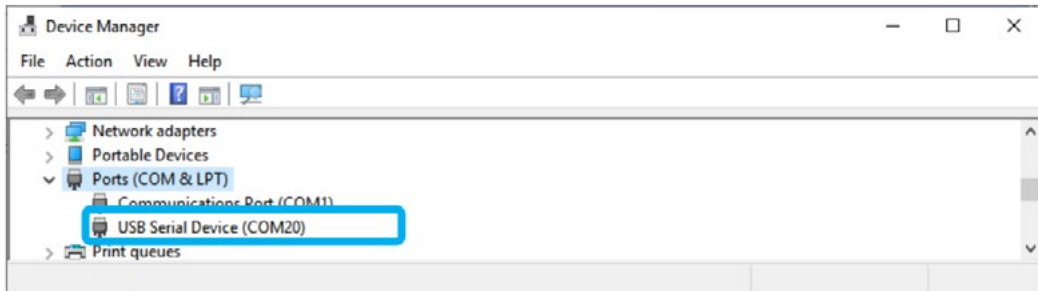 Device Manager
File Action View Help
Network adapters
Portable Devices
Ports (COM & LPT)
Communications Port (COM1)
USB Serial Device (COM20)
Print queues